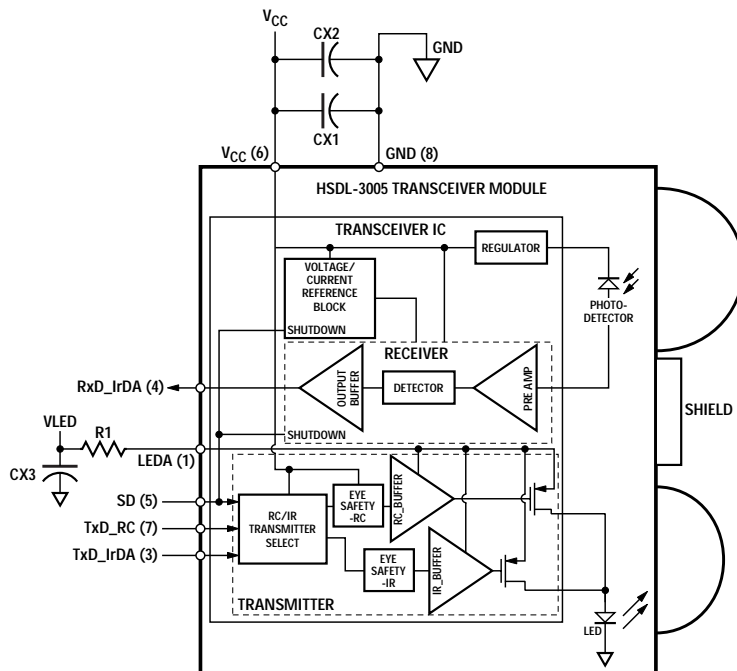 VCC
CX2
GND
CX1
VCC (6)
GND (8)
HSDL-3005 TRANSCEIVER MODULE
TRANSCEIVER IC
REGULATOR
VOLTAGE/
CURRENT
REFERENCE
BLOCK
PHOTO-
DETECTOR
SHUTDOWN
RECEIVER
RxD_IrDA (4)
OUTPUT
BUFFER
DETECTOR
PRE AMP
SHIELD
VLED
R1
SHUTDOWN
LEDA (1)
CX3
SD (5)
RC/IR
TRANSMITTER
SELECT
EYE
SAFETY
-RC
RC_BUFFER
TxD_RC (7)
TxD_IrDA (3)
EYE
SAFETY
-IR
IR_BUFFER
TRANSMITTER
LED